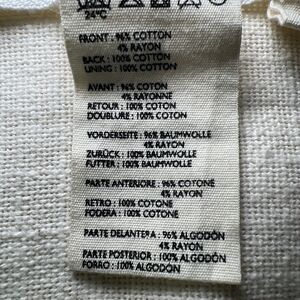 24°C
FRONT : 96% COTTON
4% RAYON
BACK : 100% COTTON
LINING : 100% COTTON
AVANT : 96% COTON
4% RAYONNE
RETOUR : 100% COTON
DOUBLURE : 100% COTON
VORDERSEITE : 96% BAUMWOLLE
4% RAYON
ZURÜCK : 100% BAUMWOLLE
FUTTER : 100% BAUMWOLLE
PARTE ANTERIORE : 96% COTONE
4% RAYON
RETRO : 100% COTONE
FODERA : 100% COTONE
PARTE DELANTERA : 96% ALGODÓN
4% RAYON
PARTE POSTERIOR : 100% ALGODÓN
FORRO : 100% ALGODÓN